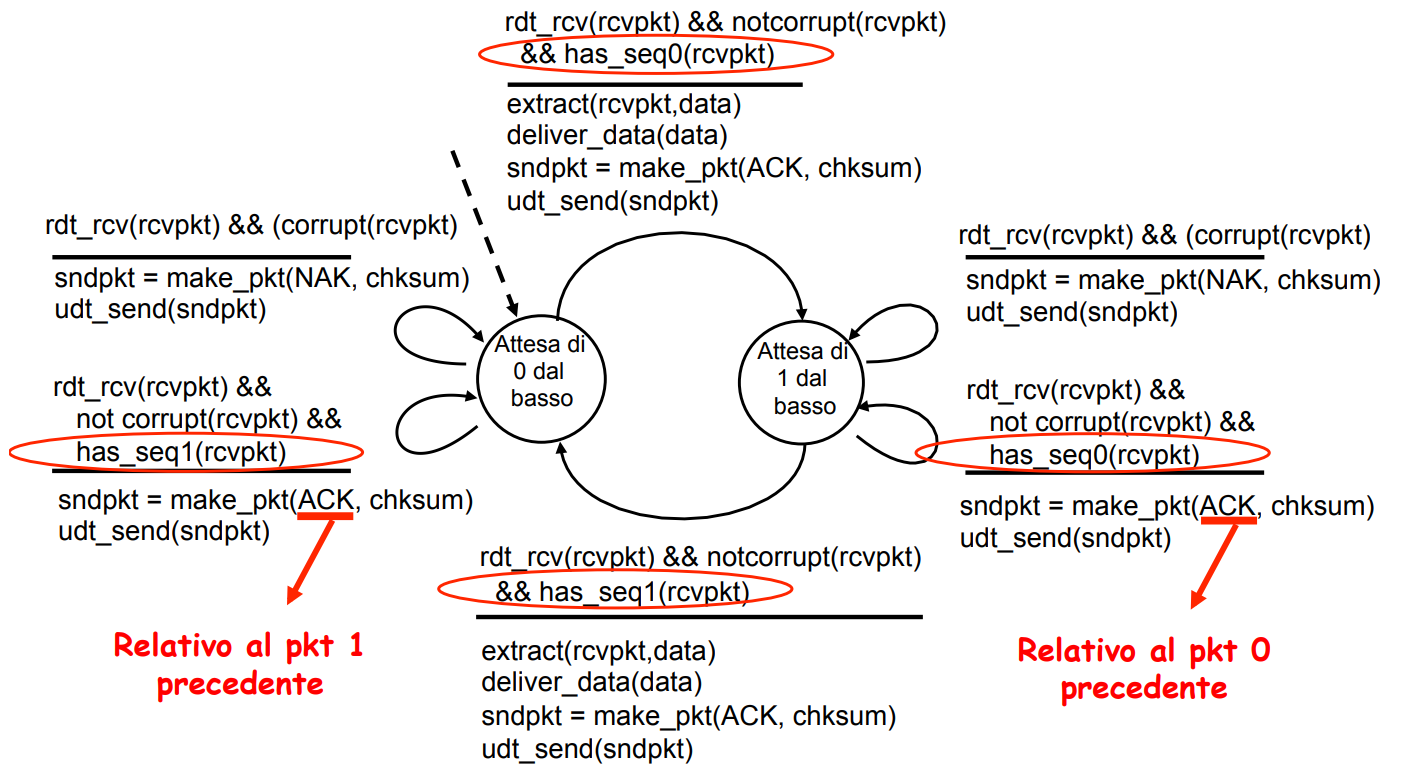 rdt_rcv(rcvpkt) && notcorrupt(rcvpkt)
&& has_seq0(rcvpkt)
extract(rcvpkt,data)
deliver_data(data)
sndpkt = make_pkt(ACK, chksum)
udt_send(sndpkt)
rdt_rcv(rcvpkt) && (corrupt(rcvpkt)
sndpkt = make_pkt(NAK, chksum)
udt_send(sndpkt)
rdt_rcv(rcvpkt) &&
not corrupt(rcvpkt) &&
has_seq1(rcvpkt)
sndpkt = make_pkt(ACK, chksum)
udt_send(sndpkt)
Relativo al pkt 1
precedente
Attesa di
0 dal
basso
Attesa di
1 dal
basso
rdt_rcv(rcvpkt) && (corrupt(rcvpkt)
sndpkt = make_pkt(NAK, chksum)
udt_send(sndpkt)
rdt_rcv(rcvpkt) &&
not corrupt(rcvpkt) &&
has_seq0(rcvpkt)
sndpkt = make_pkt(ACK, chksum)
udt_send(sndpkt)
Relativo al pkt 0
precedente
rdt_rcv(rcvpkt) && notcorrupt(rcvpkt)
&& has_seq1(rcvpkt)
extract(rcvpkt,data)
deliver_data(data)
sndpkt = make_pkt(ACK, chksum)
udt_send(sndpkt)